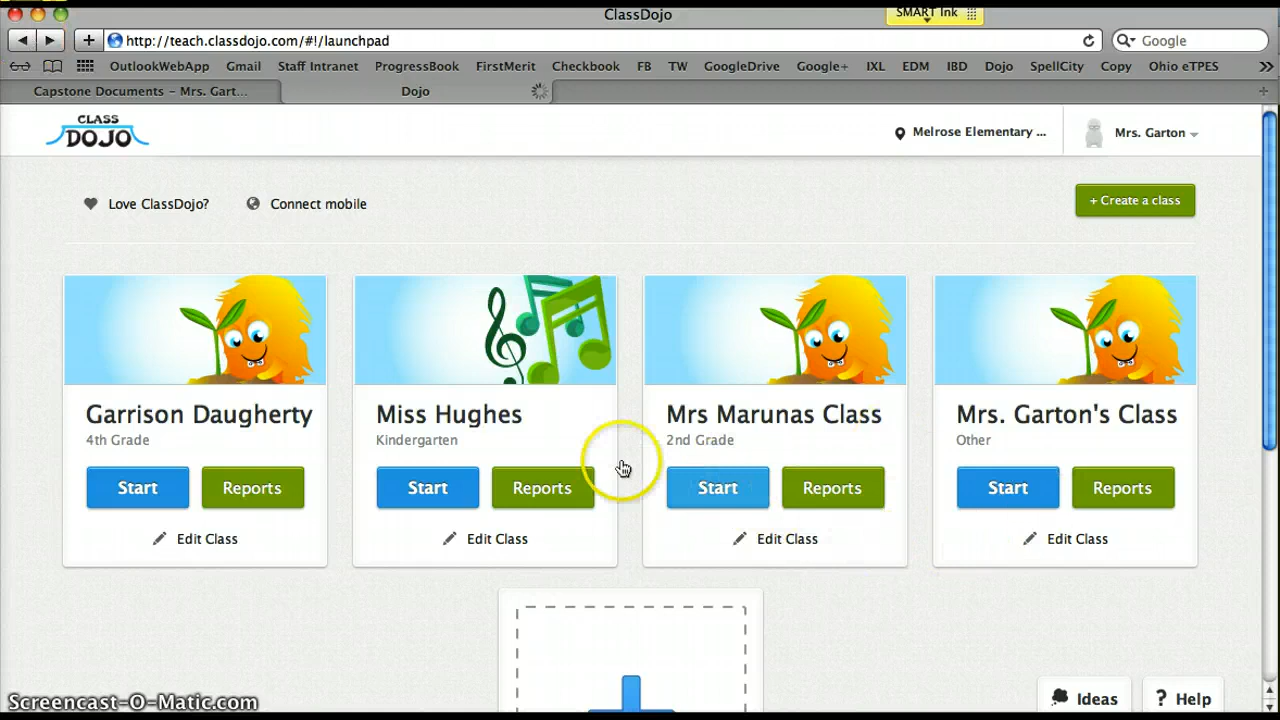 ClassDojo
SMART Ink
http://teach.classdojo.com/#!/launchpad
Google
OutlookWebApp Gmail Staff Intranet ProgressBook FirstMerit Checkbook FB TW GoogleDrive Google+ IXL EDM IBD Dojo SpellCity Copy Ohio eTPES
Capstone Documents – Mrs. Gart...
Dojo
CLASS
DOJO
Melrose Elementary ...
Mrs. Garton
Love ClassDojo?
Connect mobile
+ Create a class
Garrison Daugherty
4th Grade
Start Reports
Edit Class
Miss Hughes
Kindergarten
Start Reports
Edit Class
Mrs Marunas Class
2nd Grade
Start Reports
Edit Class
Mrs. Garton's Class
Other
Start Reports
Edit Class
Ideas
? Help
Screencast-O-Matic.com